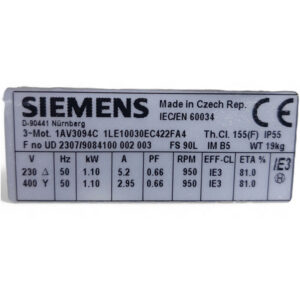 SIEMENS Made in Czech Rep. CE
D-90441 Nürnberg IEC/EN 60034
3~Mot. 1AV3094C 1LE10030EC422FA4 Th.Cl. 155(F) IP55
F no UD 2307/9084100 002 003 FS 90L IM B5 WT 19kg
V Hz kW A PF RPM EFF-CL ETA % IE3
230 Δ 50 1.10 5.2 0.66 950 IE3 81.0
400 Y 50 1.10 2.95 0.66 950 IE3 81.0